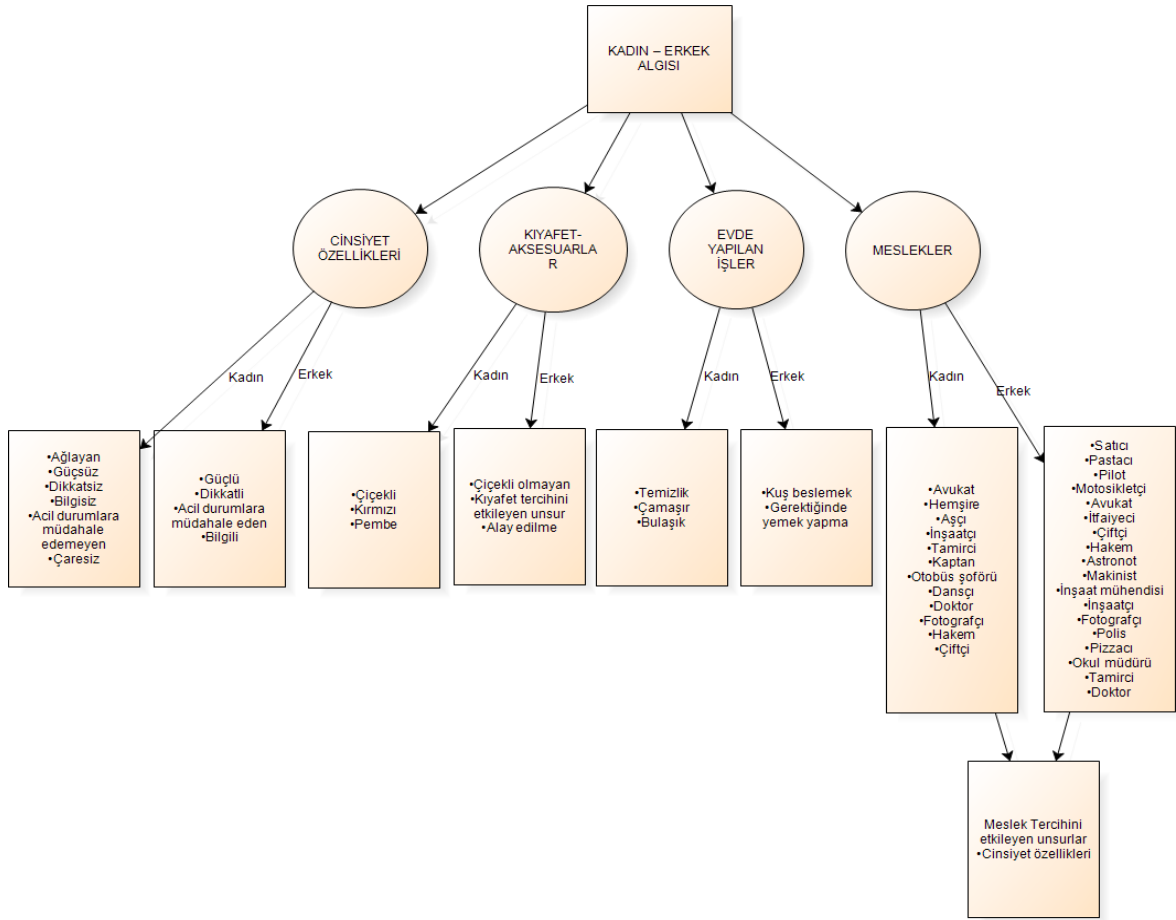 KADIN – ERKEK
ALGISI
CİNSİYET
ÖZELLİKLERİ
KIYAFET-
AKSESUARLA
R
EVDE
YAPILAN
İŞLER
MESLEKLER
Kadın
Erkek
Kadın
Erkek
Kadın
Erkek
Kadın
Erkek
•Ağlayan
•Güçsüz
•Dikkatsiz
•Bilgisiz
•Acil durumlara
müdahale
edemeyen
•Çaresiz
•Güçlü
•Dikkatli
•Acil durumlara
müdahale eden
•Bilgili
•Çiçekli
•Kırmızı
•Pembe
•Çiçekli olmayan
•Kıyafet tercihini
etkileyen unsur
•Alay edilme
•Temizlik
•Çamaşır
•Bulaşık
•Kuş beslemek
•Gerektiğinde
yemek yapma
•Avukat
•Hemşire
•Aşçı
•İnşaatçı
•Tamirci
•Kaptan
•Otobüs şoförü
•Dansçı
•Doktor
•Fotografçı
•Hakem
•Çiftçi
•Satıcı
•Pastacı
•Pilot
•Motosikletçi
•Avukat
•İtfaiyeci
•Çiftçi
•Hakem
•Astronot
•Makinist
•İnşaat mühendisi
•İnşaatçı
•Fotografçı
•Polis
•Pizzacı
•Okul müdürü
•Tamirci
•Doktor
Meslek Tercihini
etkileyen unsurlar
•Cinsiyet özellikleri